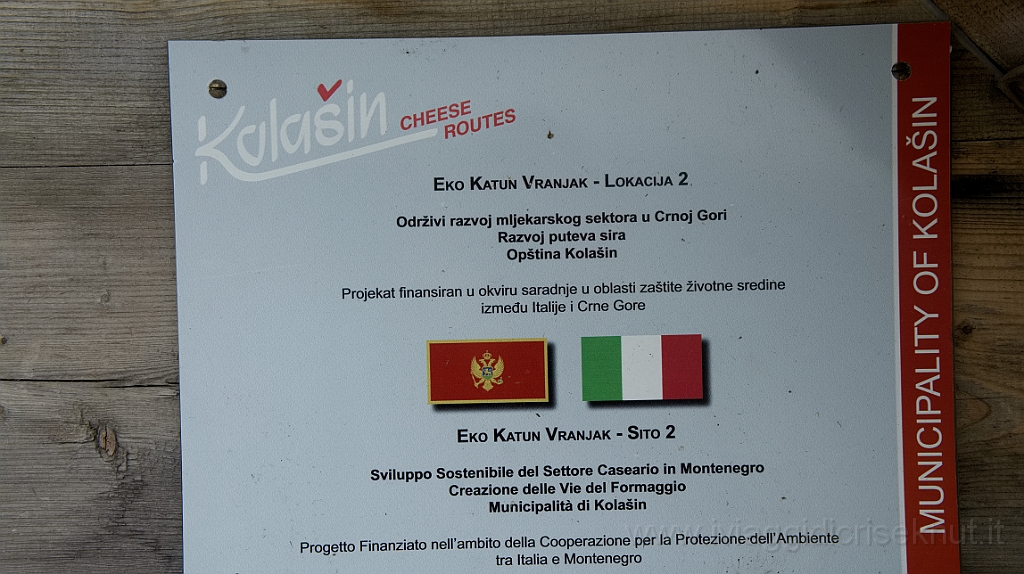 Kolašin CHEESE
ROUTES
EKO KATUN VRANJAK - LOKACIJA 2
Održivi razvoj mljekarskog sektora u Crnoj Gori
Razvoj puteva sira
Opština Kolašin
Projekat finansiran u okviru saradnje u oblasti zaštite životne sredine
između Italije i Crne Gore
EKO KATUN VRANJAK - SITO 2
Sviluppo Sostenibile del Settore Caseario in Montenegro
Creazione delle Vie del Formaggio
Municipalità di Kolašin
Progetto Finanziato nell'ambito della Cooperazione per la Protezione dell'Ambiente
tra Italia e Montenegro
MUNICIPALITY OF KOLAŠIN
www.iviaggidicriseknut.it